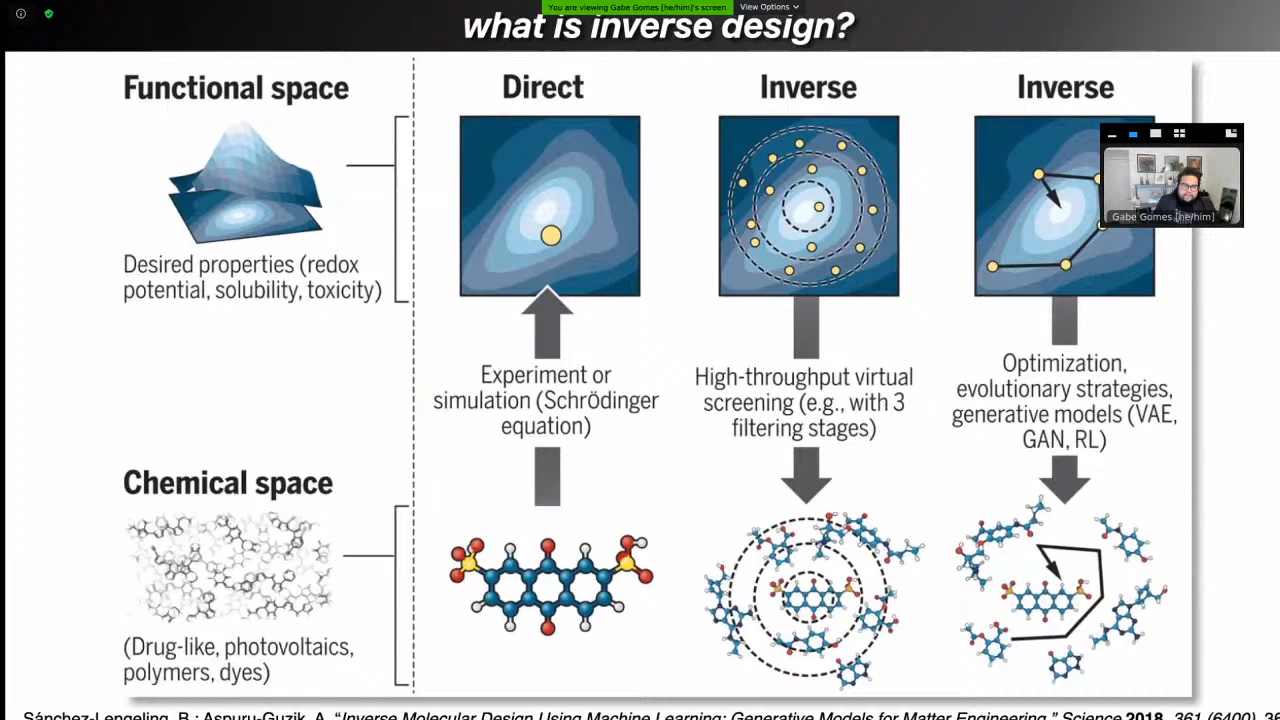 You are viewing Gabe Gomes [he/him]'s screen
View Options
what is inverse design?
Functional space
Desired properties (redox
potential, solubility, toxicity)
Direct
Inverse
Inverse
Gabe Gomes [he/him]
Experiment or
simulation (Schrödinger
equation)
High-throughput virtual
screening (e.g., with 3
filtering stages)
Optimization,
evolutionary strategies,
generative models (VAE,
GAN, RL)
Chemical space
(Drug-like, photovoltaics,
polymers, dyes)
Sánchez-Lengeling, B.; Aspuru-Guzik, A. “Inverse Molecular Design Using Machine Learning: Generative Models for Matter Engineering.” Science 2018, 361 (6400),